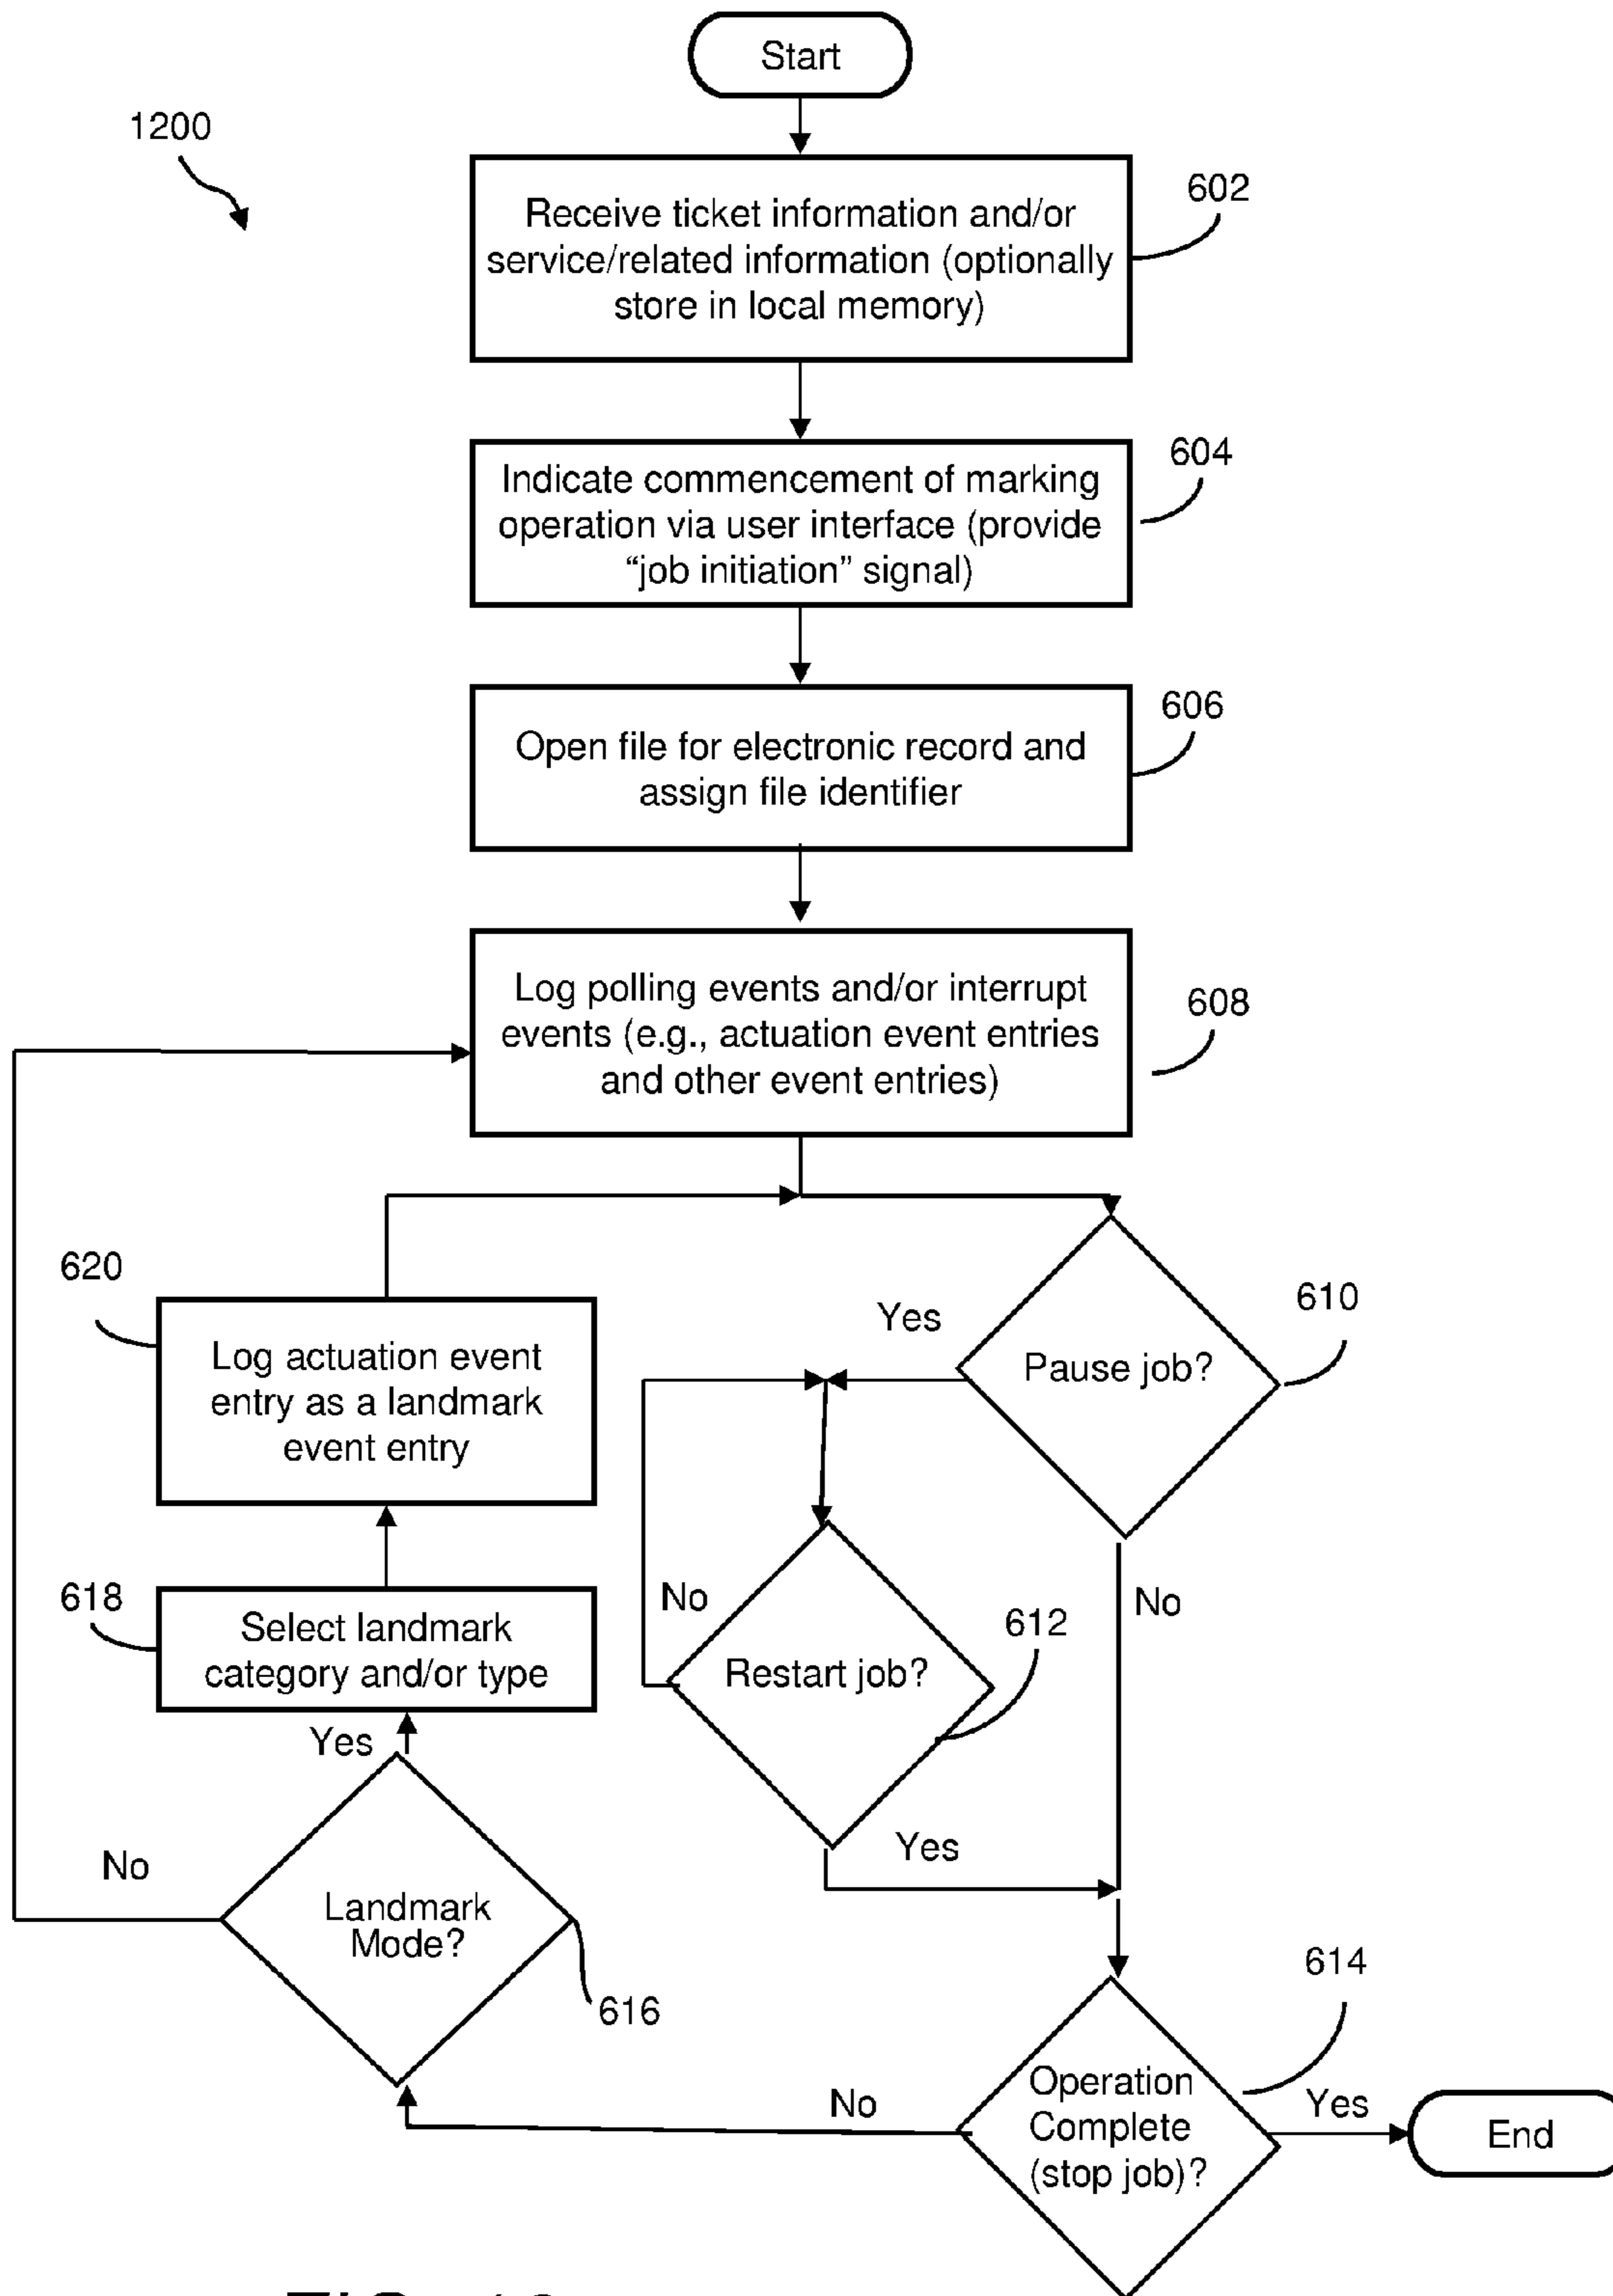 Start
1200
602
Receive ticket information and/or
service/related information (optionally
store in local memory)
604
Indicate commencement of marking
operation via user interface (provide
“job initiation” signal)
606
Open file for electronic record and
assign file identifier
608
Log polling events and/or interrupt
events (e.g., actuation event entries
and other event entries)
620
Log actuation event
entry as a landmark
event entry
610
Yes
Pause job?
No
618
Select landmark
category and/or type
No
612
Restart job?
Yes
Yes
No
Landmark
Mode?
616
614
Operation
Complete
(stop job)?
No
Yes
End